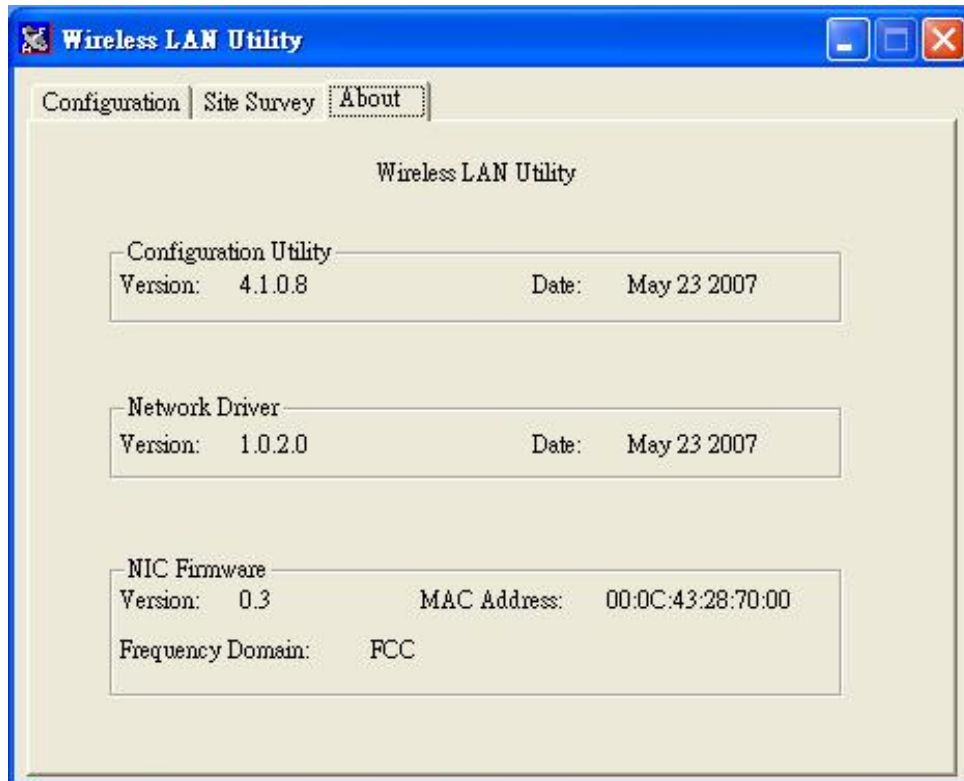 Wireless LAN Utility
Configuration Site Survey About
Wireless LAN Utility
Configuration Utility
Version: 4.1.0.8 Date: May 23 2007
Network Driver
Version: 1.0.2.0 Date: May 23 2007
NIC Firmware
Version: 0.3 MAC Address: 00:0C:43:28:70:00
Frequency Domain: FCC